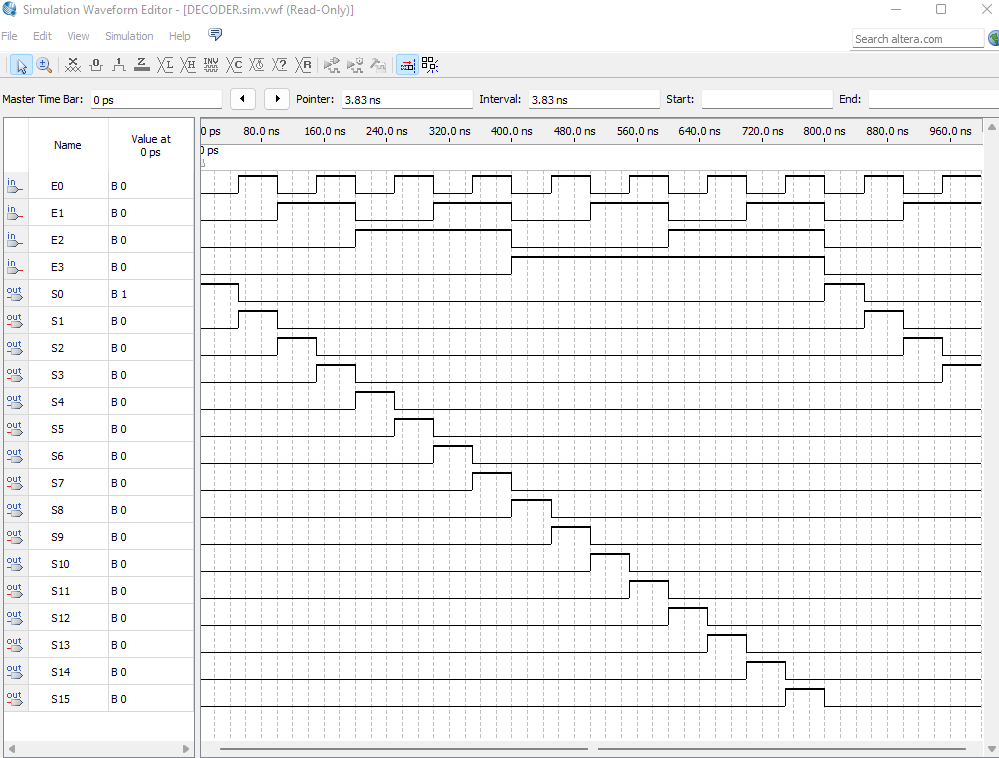 Simulation Waveform Editor - [DECODER.sim.vwf (Read-Only)]
File Edit View Simulation Help
Search altera.com
Master Time Bar: 0 ps Pointer: 3.83 ns Interval: 3.83 ns Start: End:
Name Value at 0 ps
0 ps 80.0 ns 160.0 ns 240.0 ns 320.0 ns 400.0 ns 480.0 ns 560.0 ns 640.0 ns 720.0 ns 800.0 ns 880.0 ns 960.0 ns
0 ps
in E0 B 0
in E1 B 0
in E2 B 0
in E3 B 0
out S0 B 1
out S1 B 0
out S2 B 0
out S3 B 0
out S4 B 0
out S5 B 0
out S6 B 0
out S7 B 0
out S8 B 0
out S9 B 0
out S10 B 0
out S11 B 0
out S12 B 0
out S13 B 0
out S14 B 0
out S15 B 0